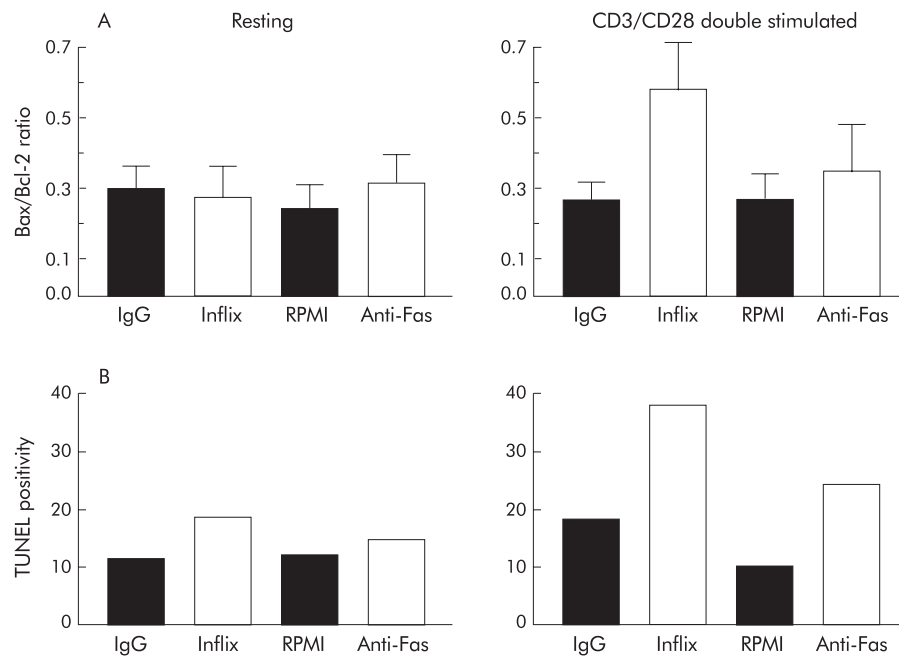 A
Resting
CD3/CD28 double stimulated
Bax/Bcl-2 ratio
0.7
0.5
0.3
0.1
0.0
IgG
Inflix
RPMI
Anti-Fas
0.7
0.5
0.3
0.1
0.0
IgG
Inflix
RPMI
Anti-Fas
B
TUNEL positivity
40
30
20
10
0
IgG
Inflix
RPMI
Anti-Fas
40
30
20
10
0
IgG
Inflix
RPMI
Anti-Fas